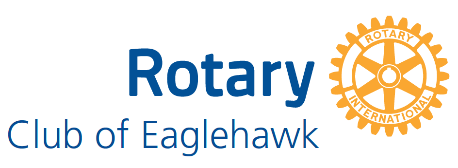 Rotary
Club of Eaglehawk
ROTARY
INTERNATIONAL